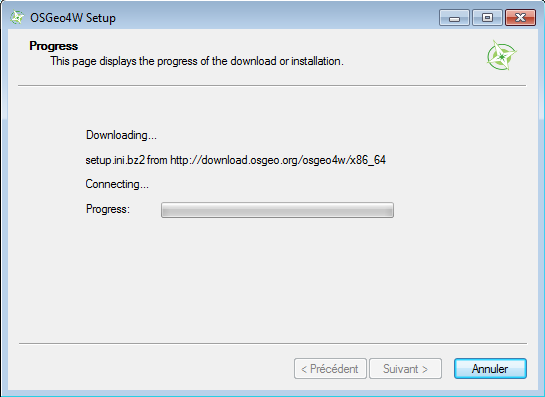 OSGeo4W Setup
Progress
This page displays the progress of the download or installation.
Downloading...
setup.ini.bz2 from http://download.osgeo.org/osgeo4w/x86_64
Connecting...
Progress:
< Précédent Suivant > Annuler